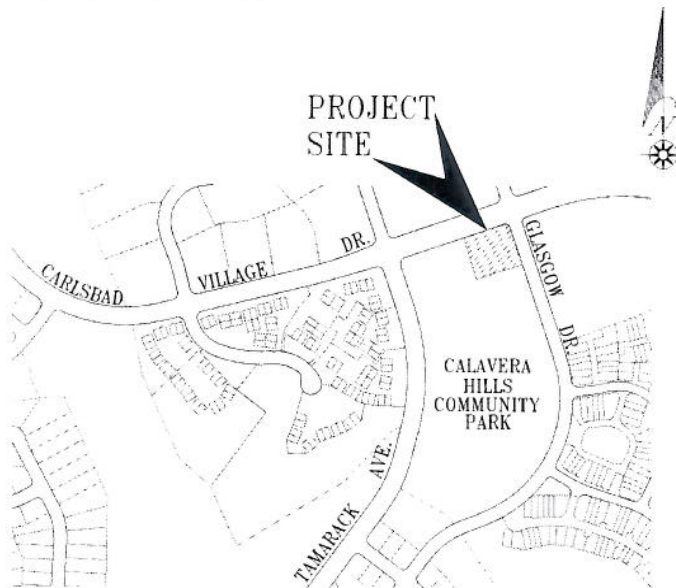 PROJECT
SITE
N
CARLSBAD VILLAGE DR.
GLASGOW DR.
CALAVERA
HILLS
COMMUNITY
PARK
TAMARACK AVE.